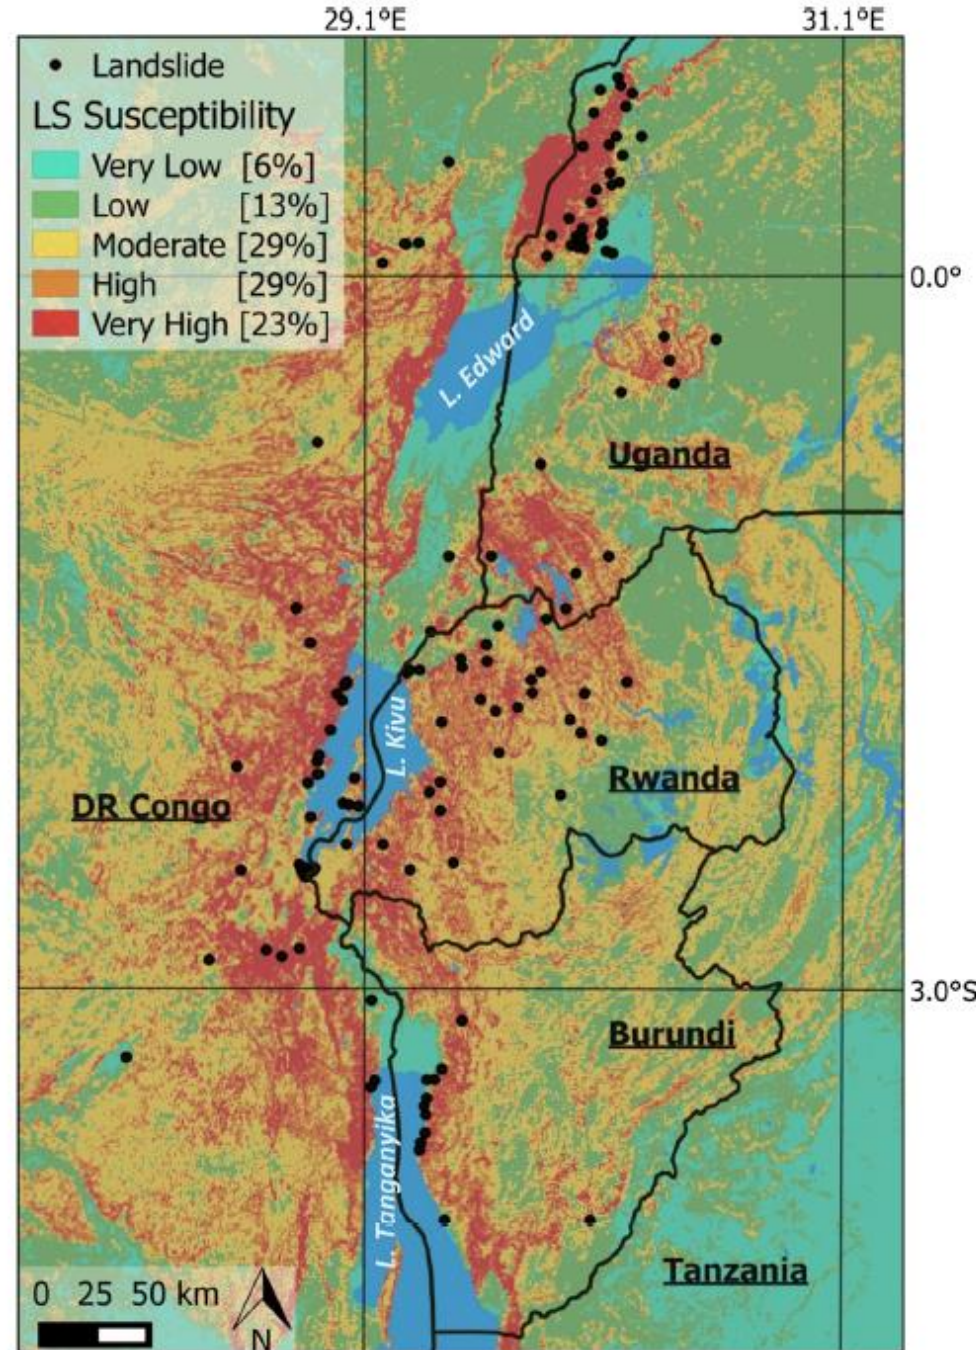 29.1°E 31.1°E
Landslide
LS Susceptibility
Very Low [6%]
Low [13%]
Moderate [29%]
High [29%]
Very High [23%]
0.0°
L. Edward
Uganda
L. Kivu
Rwanda
DR Congo
3.0°S
Burundi
L. Tanganyika
Tanzania
0 25 50 km
N